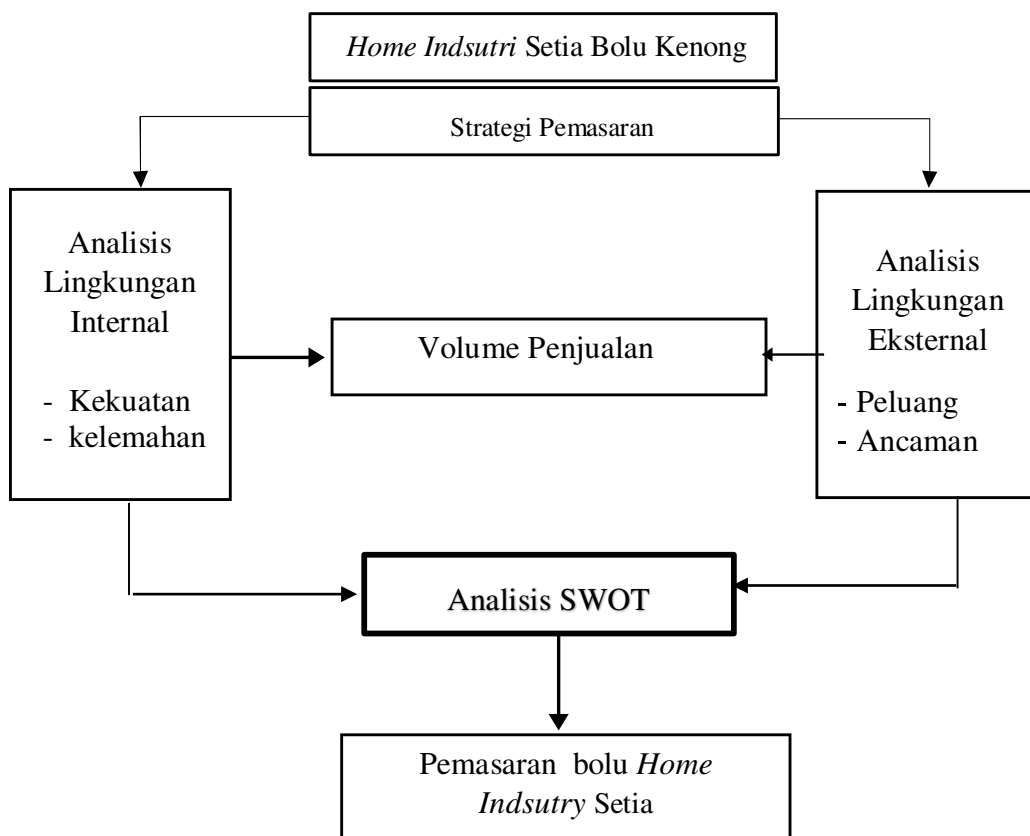 Home Indsutri Setia Bolu Kenong
Strategi Pemasaran
Analisis
Lingkungan
Internal
- Kekuatan
- kelemahan
Volume Penjualan
Analisis
Lingkungan
Eksternal
- Peluang
- Ancaman
Analisis SWOT
Pemasaran bolu Home
Indsutry Setia